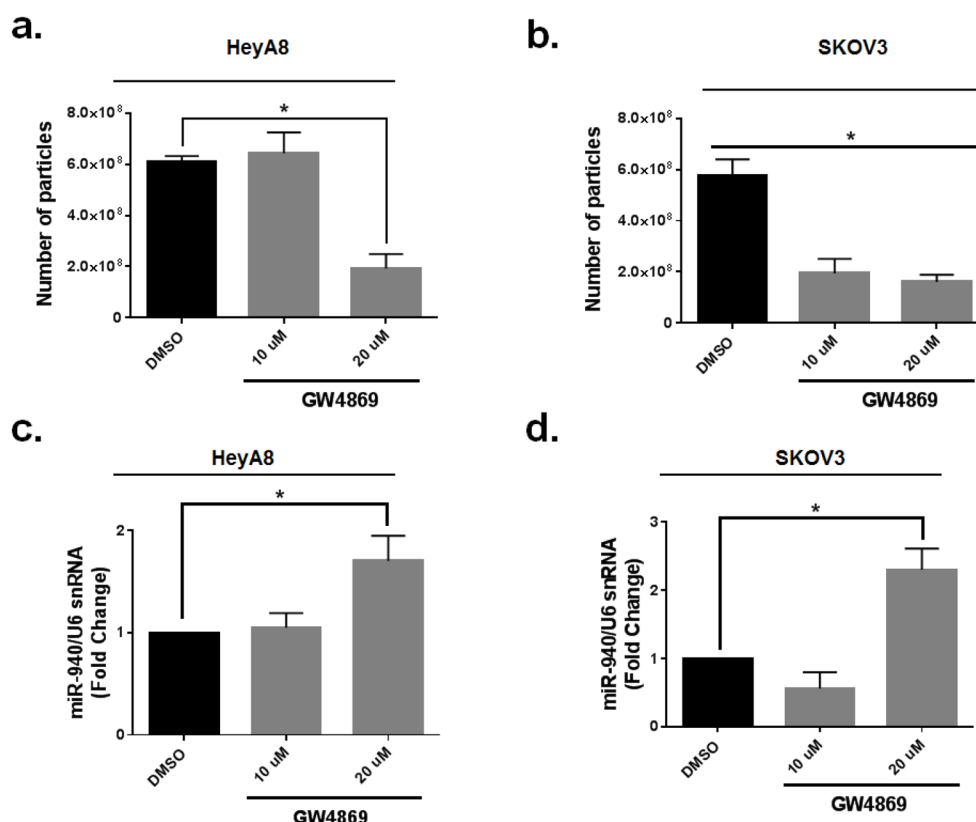 a.
HeyA8
*
Number of particles
8.0×10⁸
6.0×10⁸
4.0×10⁸
2.0×10⁸
0
DMSO
10 uM
20 uM
GW4869
b.
SKOV3
*
Number of particles
8.0×10⁸
6.0×10⁸
4.0×10⁸
2.0×10⁸
0
DMSO
10 uM
20 uM
GW4869
c.
HeyA8
*
miR-940/U6 snRNA
(Fold Change)
2
1
0
DMSO
10 uM
20 uM
GW4869
d.
SKOV3
*
miR-940/U6 snRNA
(Fold Change)
3
2
1
0
DMSO
10 uM
20 uM
GW4869